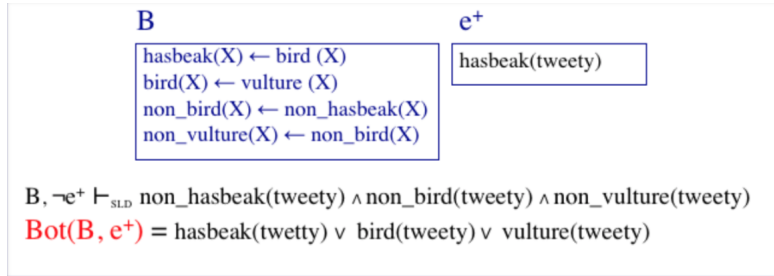 B e⁺
hasbeak(X) ← bird (X)
hasbeak(tweety)
bird(X) ← vulture (X)
non_bird(X) ← non_hasbeak(X)
non_vulture(X) ← non_bird(X)
B, ¬e⁺ ⊢SLD non_hasbeak(tweety) ∧ non_bird(tweety) ∧ non_vulture(tweety)
Bot(B, e⁺) = hasbeak(twetty) ∨ bird(tweety) ∨ vulture(tweety)